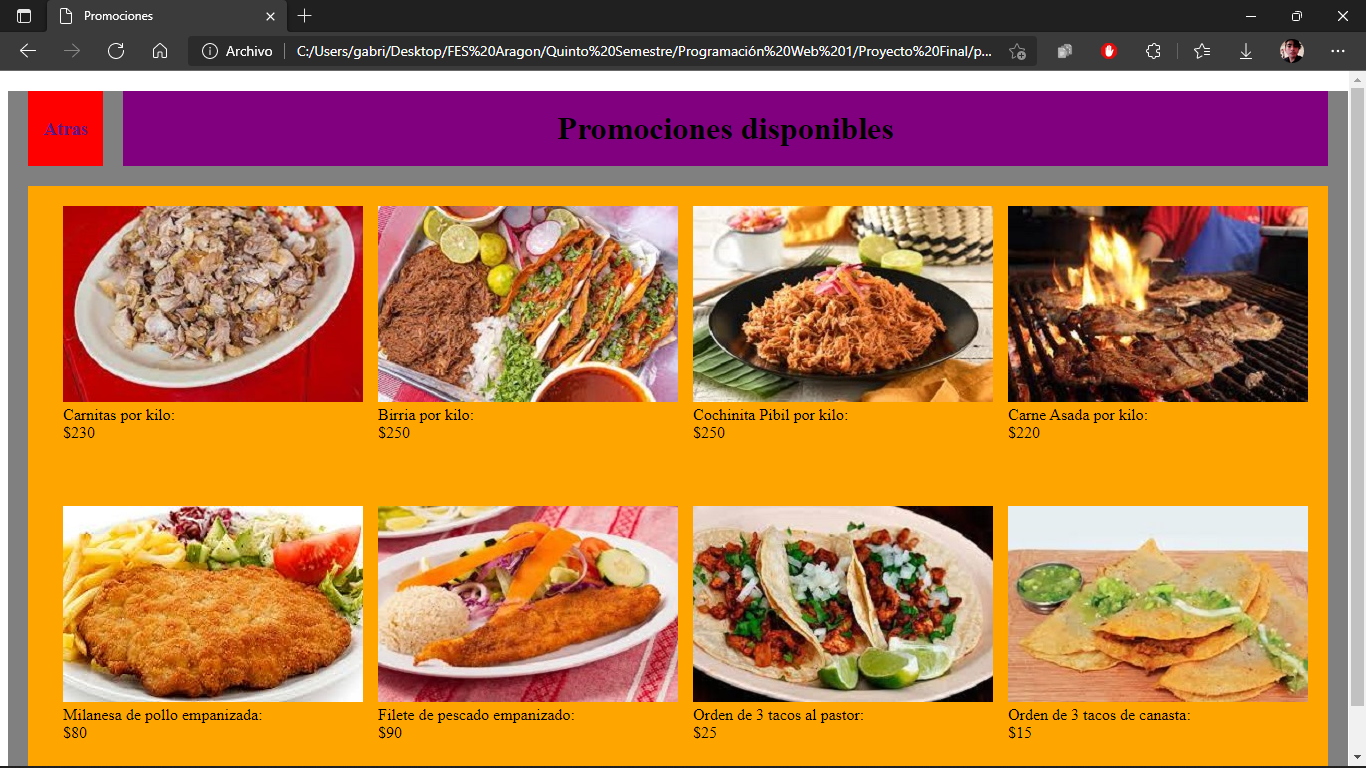 Promociones
Archivo
C:/Users/gabri/Desktop/FES%20Aragon/Quinto%20Semestre/Programación%20Web%201/Proyecto%20Final/p...
Atras
Promociones disponibles
Carnitas por kilo:
$230
Birria por kilo:
$250
Cochinita Pibil por kilo:
$250
Carne Asada por kilo:
$220
Milanesa de pollo empanizada:
$80
Filete de pescado empanizado:
$90
Orden de 3 tacos al pastor:
$25
Orden de 3 tacos de canasta:
$15